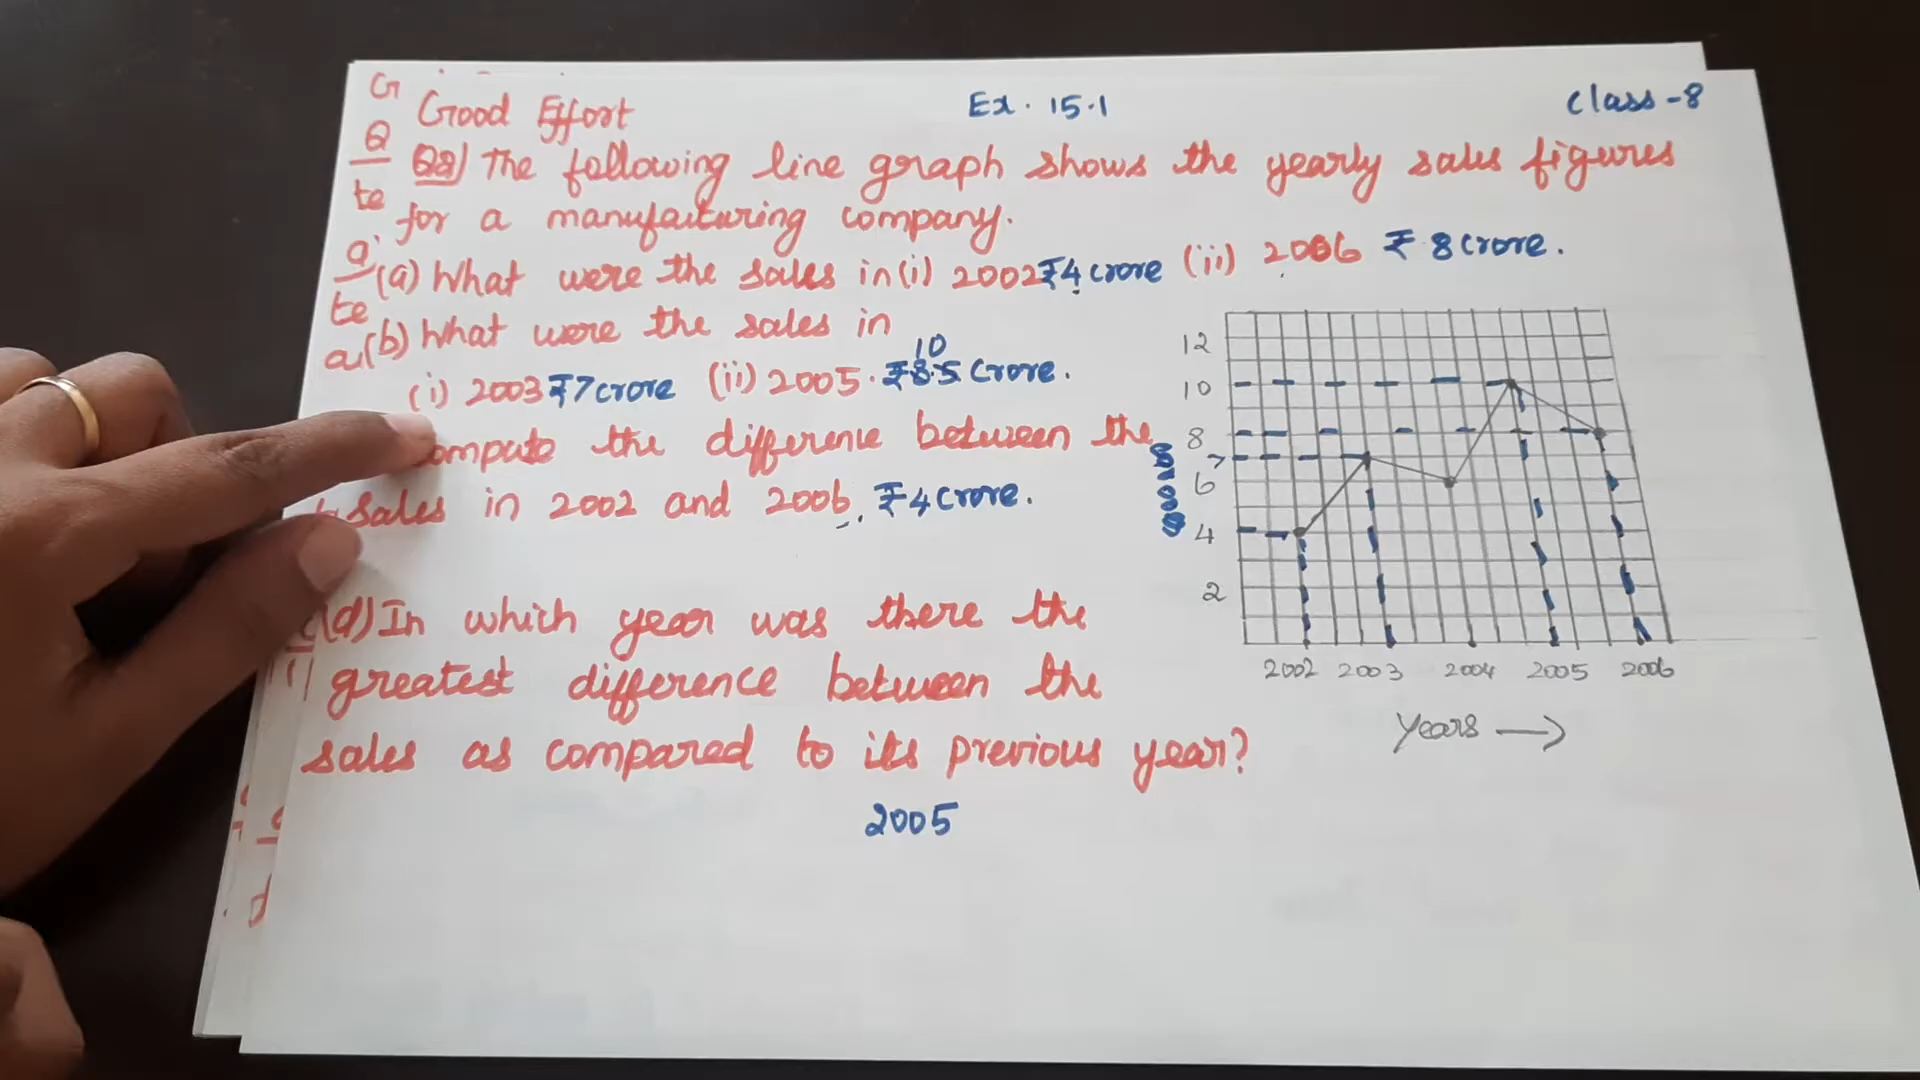 Good Effort Ex. 15.1 Class-8
Q2) The following line graph shows the yearly sales figures
for a manufacturing company.
(a) What were the sales in (i) 2002 ₹4 crore (ii) 2006 ₹ 8 crore.
(b) What were the sales in
10
(i) 2003 ₹7 crore (ii) 2005. ₹8.5 crore.
ompute the difference between the
sales in 2002 and 2006. ₹4 crore.
(d) In which year was there the
greatest difference between the
sales as compared to its previous year?
2005
12
10
8
7
6
4
2
2002 2003 2004 2005 2006
Years →